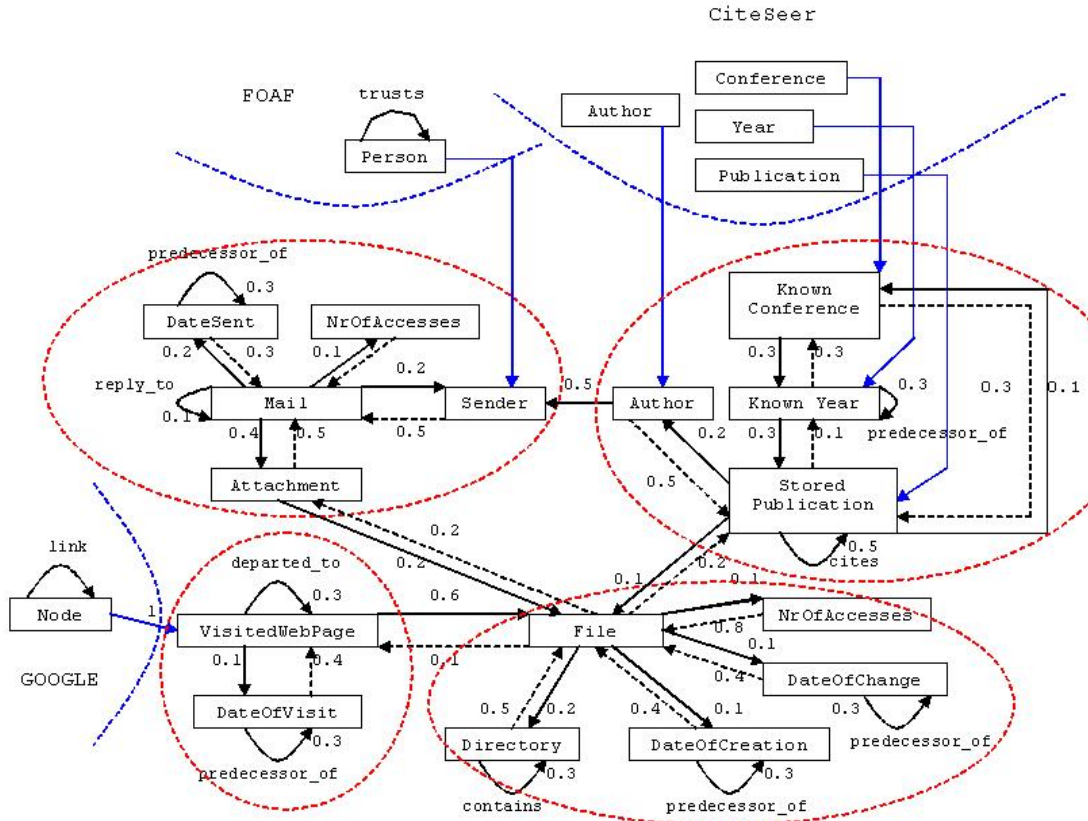 CiteSeer
Conference
FOAF
trusts
Author
Year
Person
Publication
predecessor_of
0.3
Known
Conference
DateSent
NrOfAccesses
0.2
0.3
0.1
0.3
0.3
0.2
0.5
0.3
0.1
reply_to
0.3
Mail
Sender
Author
Known Year
0.1
0.4
0.5
0.5
0.2
0.3
0.1
predecessor_of
Attachment
0.5
Stored
Publication
0.2
link
departed_to
0.2
0.2
0.5
cites
0.3
0.6
0.1
0.1
Node
1
VisitedWebPage
File
NrOfAccesses
0.8
0.1
0.4
0.1
0.1
GOOGLE
0.4
DateOfChange
DateOfVisit
0.5
0.2
0.4
0.1
0.3
0.3
Directory
DateOfCreation
predecessor_of
predecessor_of
0.3
0.3
contains
predecessor_of